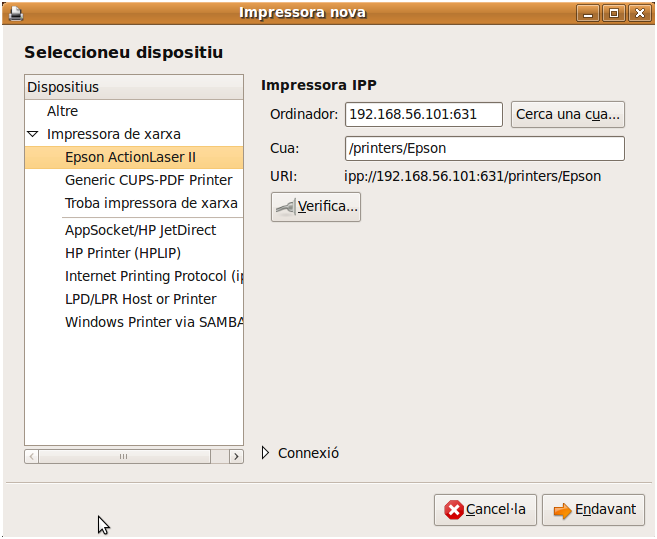 Impressora nova
Seleccioneu dispositiu
Dispositius
Altre
Impressora de xarxa
Epson ActionLaser II
Generic CUPS-PDF Printer
Troba impressora de xarxa
AppSocket/HP JetDirect
HP Printer (HPLIP)
Internet Printing Protocol (ip
LPD/LPR Host or Printer
Windows Printer via SAMBA
Impressora IPP
Ordinador: 192.168.56.101:631 Cerca una cua...
Cua: /printers/Epson
URI: ipp://192.168.56.101:631/printers/Epson
Verifica...
Connexió
Cancel·la Endavant